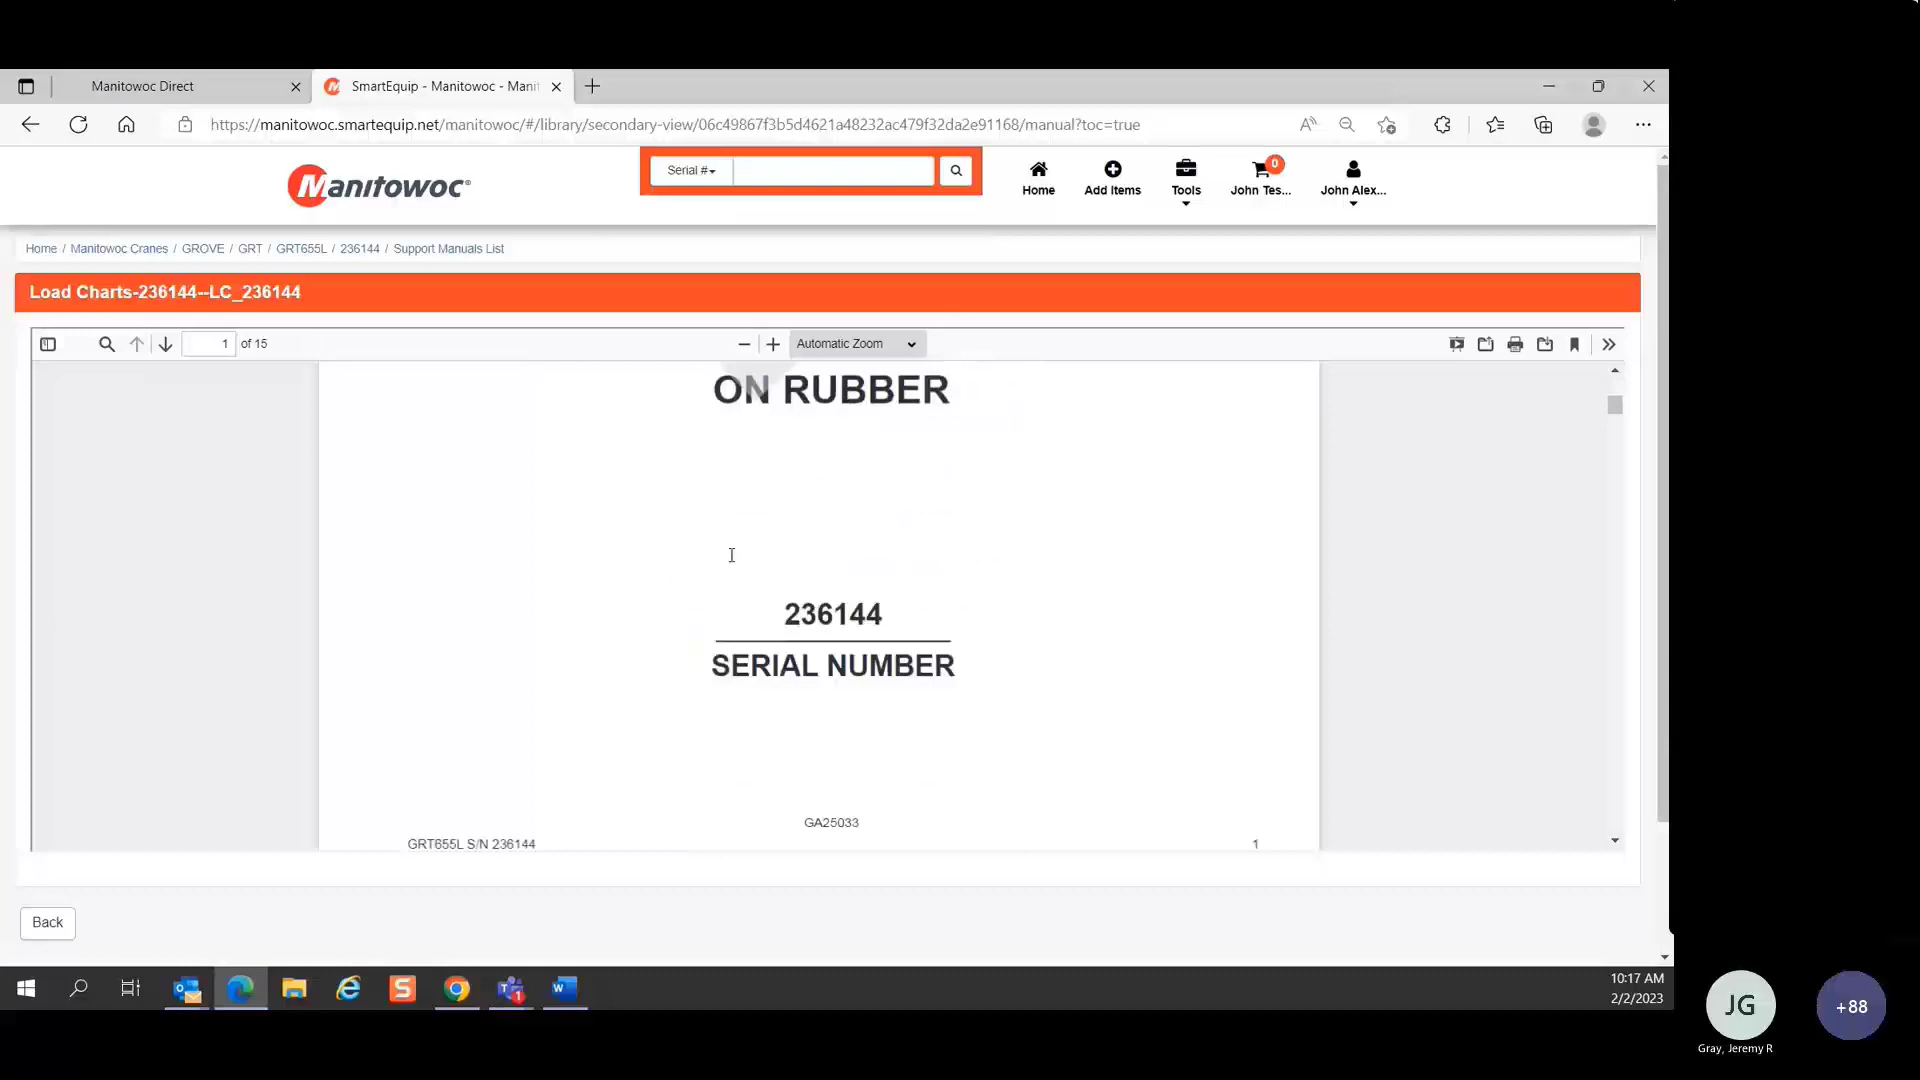 Manitowoc Direct
SmartEquip - Manitowoc - Mani
https://manitowoc.smartequip.net/manitowoc/#/library/secondary-view/06c49867f3b5d4621a48232ac479f32da2e91168/manual?toc=true
Manitowoc®
Serial #
Home
Add Items
Tools
0
John Tes...
John Alex...
Home / Manitowoc Cranes / GROVE / GRT / GRT655L / 236144 / Support Manuals List
Load Charts-236144--LC_236144
1 of 15
Automatic Zoom
ON RUBBER
236144
SERIAL NUMBER
GA25033
GRT655L S/N 236144 1
Back
10:17 AM
2/2/2023
JG
+88
Gray, Jeremy R